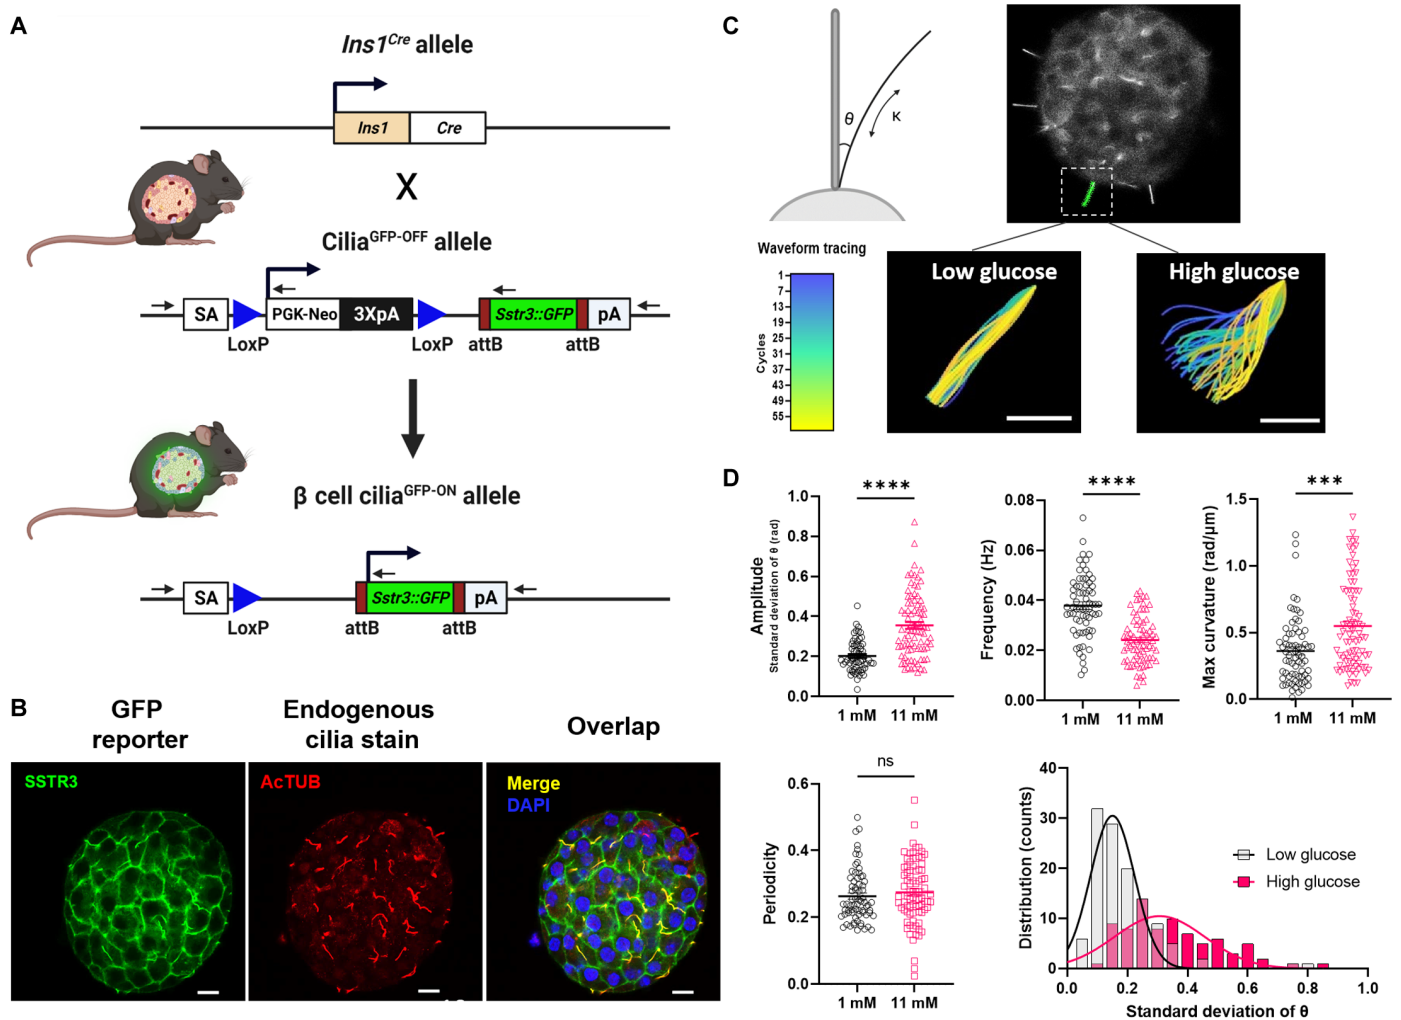 A
Ins1Cre allele
Ins1 Cre
X
CiliaGFP-OFF allele
SA PGK-Neo 3XpA Sstr3::GFP pA
LoxP LoxP attB attB
β cell ciliaGFP-ON allele
SA Sstr3::GFP pA
LoxP attB attB
B
GFP
reporter
Endogenous
cilia stain
Overlap
SSTR3
AcTUB
Merge
DAPI
C
θ
κ
Waveform tracing
Cycles
1
7
13
19
25
31
37
43
49
55
Low glucose
High glucose
D
Amplitude
Standard deviation of θ (rad)
1.0
0.8
0.6
0.4
0.2
0.0
****
1 mM 11 mM
Frequency (Hz)
0.08
0.06
0.04
0.02
0.00
****
1 mM 11 mM
Max curvature (rad/μm)
1.5
1.0
0.5
0.0
***
1 mM 11 mM
Periodicity
0.6
0.4
0.2
0.0
ns
1 mM 11 mM
Distribution (counts)
40
30
20
10
0
Low glucose
High glucose
0.0 0.2 0.4 0.6 0.8 1.0
Standard deviation of θ